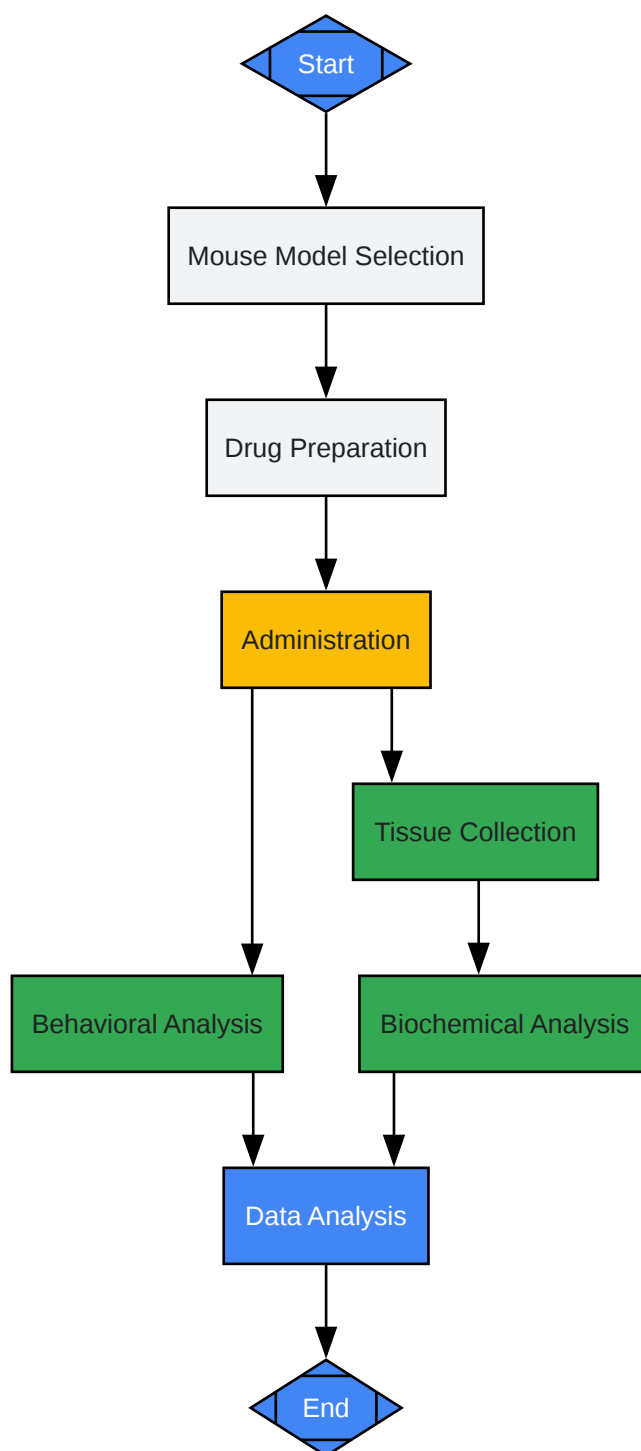 Start
Mouse Model Selection
Drug Preparation
Administration
Tissue Collection
Behavioral Analysis
Biochemical Analysis
Data Analysis
End